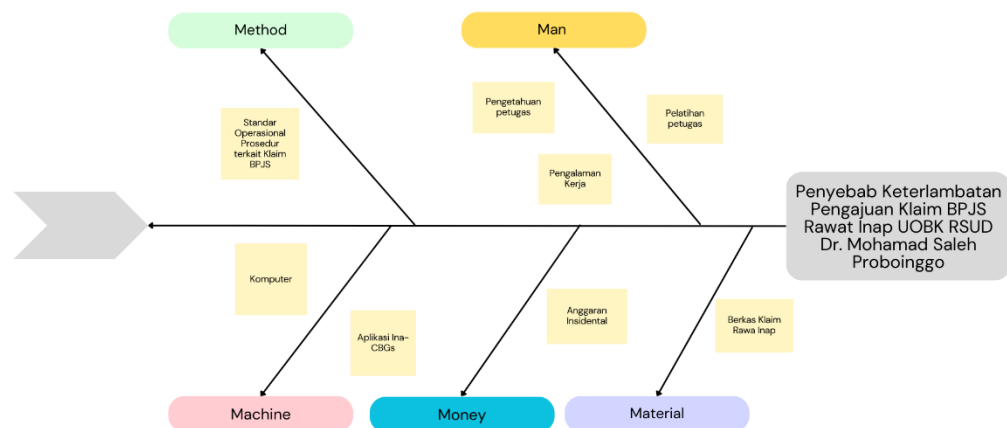 Method
Man
Pengetahuan
petugas
Pelatihan
petugas
Standar
Operasional
Prosedur
terkait Klaim
BPJS
Pengalaman
Kerja
Penyebab Keterlambatan
Pengajuan Klaim BPJS
Rawat Inap UOBK RSUD
Dr. Mohamad Saleh
Proboinggo
Komputer
Aplikasi Ina-
CBGs
Anggaran
Insidental
Berkas Klaim
Rawa Inap
Machine
Money
Material